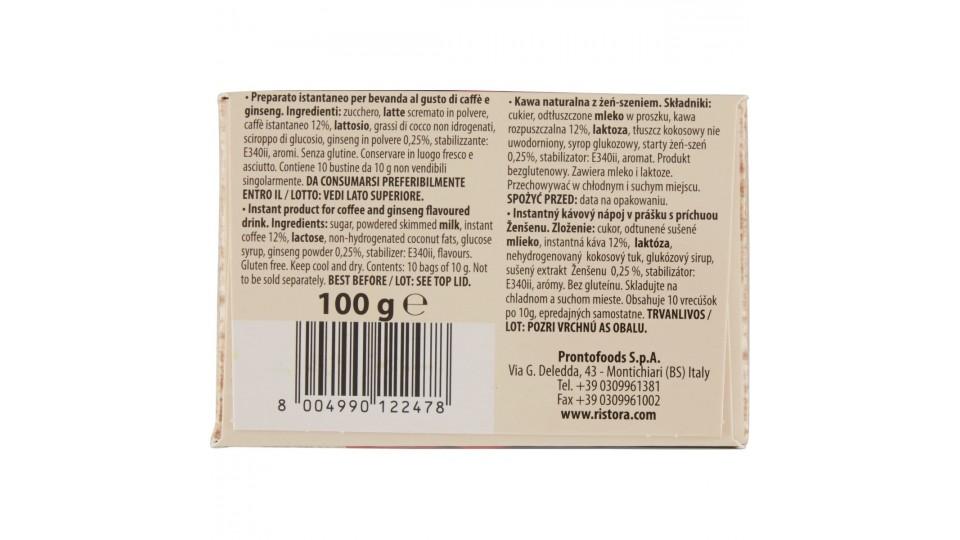 • Preparato istantaneo per bevanda al gusto di caffè e
ginseng. Ingredienti: zucchero, latte scremato in polvere,
caffè istantaneo 12%, lattosio, grassi di cocco non idrogenati,
sciroppo di glucosio, ginseng in polvere 0,25%, stabilizzante:
E340ii, aromi. Senza glutine. Conservare in luogo fresco e
asciutto. Contiene 10 bustine da 10 g non vendibili
singolarmente. DA CONSUMARSI PREFERIBILMENTE
ENTRO IL / LOTTO: VEDI LATO SUPERIORE.
• Instant product for coffee and ginseng flavoured
drink. Ingredients: sugar, powdered skimmed milk, instant
coffee 12%, lactose, non-hydrogenated coconut fats, glucose
syrup, ginseng powder 0,25%, stabilizer: E340ii, flavours.
Gluten free. Keep cool and dry. Contents: 10 bags of 10 g. Not
to be sold separately. BEST BEFORE / LOT: SEE TOP LID.
100 g ℮
8 004990 122478
• Kawa naturalna z żeń-szeniem. Składniki:
cukier, odtłuszczone mleko w proszku, kawa
rozpuszczalna 12%, laktoza, tłuszcz kokosowy nie
uwodorniony, syrop glukozowy, starty żeń-szeń
0,25%, stabilizator: E340ii, aromat. Produkt
bezglutenowy. Zawiera mleko i laktoze.
Przechowywać w chłodnym i suchym miejscu.
SPOŻYĆ PRZED: data na opakowaniu.
• Instantný kávový nápoj v prášku s príchuou
Ženšenu. Zloženie: cukor, odtunené sušené
mlieko, instantná káva 12%, laktóza,
nehydrogenovaný kokosový tuk, glukózový sirup,
sušený extrakt Ženšenu 0,25 %, stabilizátor:
E340ii, arómy. Bez gluteínu. Skladujte na
chladnom a suchom mieste. Obsahuje 10 vrecúšok
po 10g, epredajných samostatne. TRVANLIVOS /
LOT: POZRI VRCHNÚ AS OBALU.
Prontofoods S.p.A.
Via G. Deledda, 43 - Montichiari (BS) Italy
Tel. +39 0309961381
Fax +39 0309961002
www.ristora.com